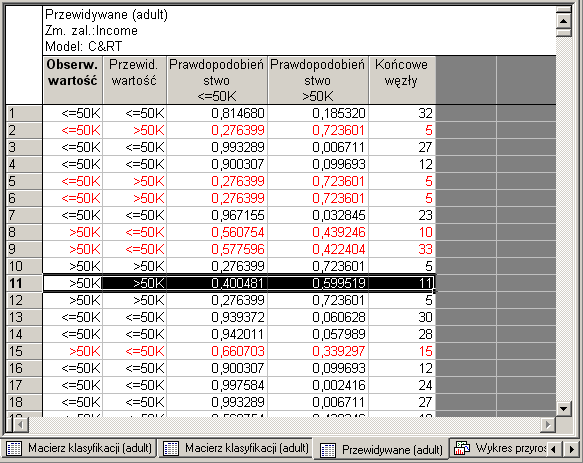 Przewidywane (adult)
Zm. zal.:Income
Model: C&RT
Obserw. wartość Przewid. wartość Prawdopodobień stwo <=50K Prawdopodobień stwo >50K Końcowe węzły
1 <=50K <=50K 0,814680 0,185320 32
2 <=50K >50K 0,276399 0,723601 5
3 <=50K <=50K 0,993289 0,006711 27
4 <=50K <=50K 0,900307 0,099693 12
5 <=50K >50K 0,276399 0,723601 5
6 <=50K >50K 0,276399 0,723601 5
7 <=50K <=50K 0,967155 0,032845 23
8 >50K <=50K 0,560754 0,439246 10
9 >50K <=50K 0,577596 0,422404 33
10 >50K >50K 0,276399 0,723601 5
11 >50K >50K 0,400481 0,599519 11
12 >50K >50K 0,276399 0,723601 5
13 <=50K <=50K 0,939372 0,060628 30
14 <=50K <=50K 0,942011 0,057989 28
15 >50K <=50K 0,660703 0,339297 15
16 <=50K <=50K 0,900307 0,099693 12
17 <=50K <=50K 0,997584 0,002416 24
18 <=50K <=50K 0,993289 0,006711 27
Macierz klasyfikacji (adult) Macierz klasyfikacji (adult) Przewidywane (adult) Wykres przyros